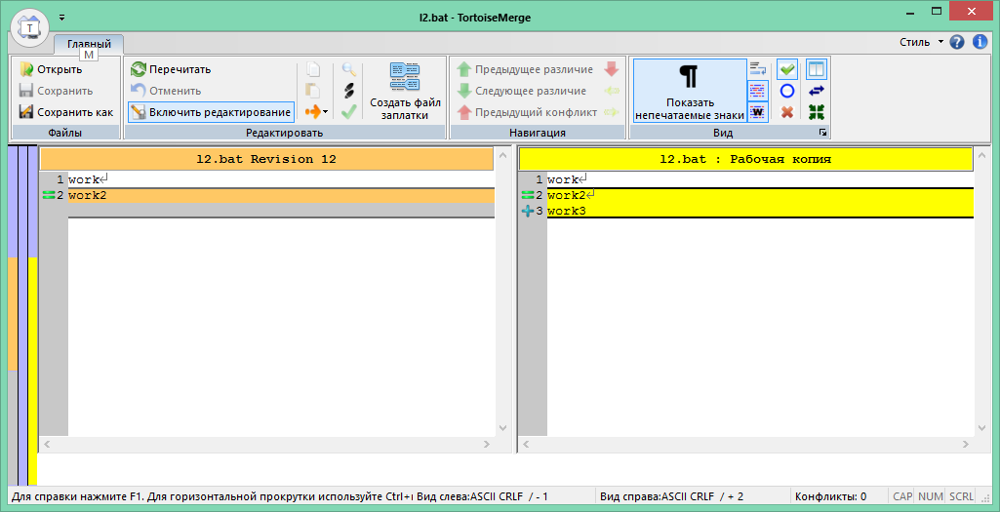 l2.bat - TortoiseMerge
T
Главный
M
Стиль
Открыть
Сохранить
Сохранить как
Файлы
Перечитать
Отменить
Включить редактирование
Создать файл
заплатки
Редактировать
Предыдущее различие
Следующее различие
Предыдущий конфликт
Навигация
Показать
непечатаемые знаки
Вид
l2.bat Revision 12
1 work
2 work2
l2.bat : Рабочая копия
1 work
2 work2
3 work3
Для справки нажмите F1. Для горизонтальной прокрутки используйте Ctrl+ Вид слева:ASCII CRLF / - 1
Вид справа:ASCII CRLF / + 2
Конфликты: 0
CAP NUM SCRL